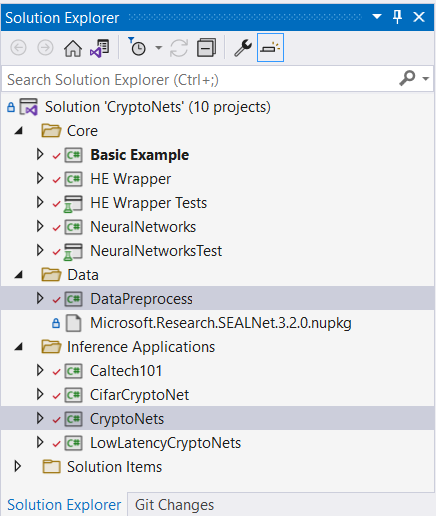 Solution Explorer
Search Solution Explorer (Ctrl+;)
Solution 'CryptoNets' (10 projects)
Core
Basic Example
HE Wrapper
HE Wrapper Tests
NeuralNetworks
NeuralNetworksTest
Data
DataPreprocess
Microsoft.Research.SEALNet.3.2.0.nupkg
Inference Applications
Caltech101
CifarCryptoNet
CryptoNets
LowLatencyCryptoNets
Solution Items
Solution Explorer Git Changes